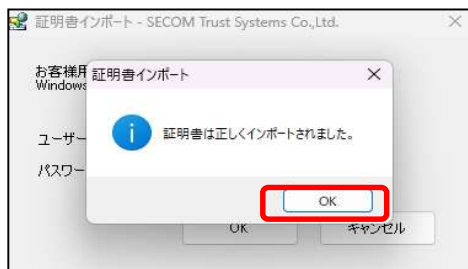 証明書インポート - SECOM Trust Systems Co.,Ltd.
お客様用
Windows
証明書インポート
証明書は正しくインポートされました。
ユーザー
パスワー
OK
OK
キャンセル